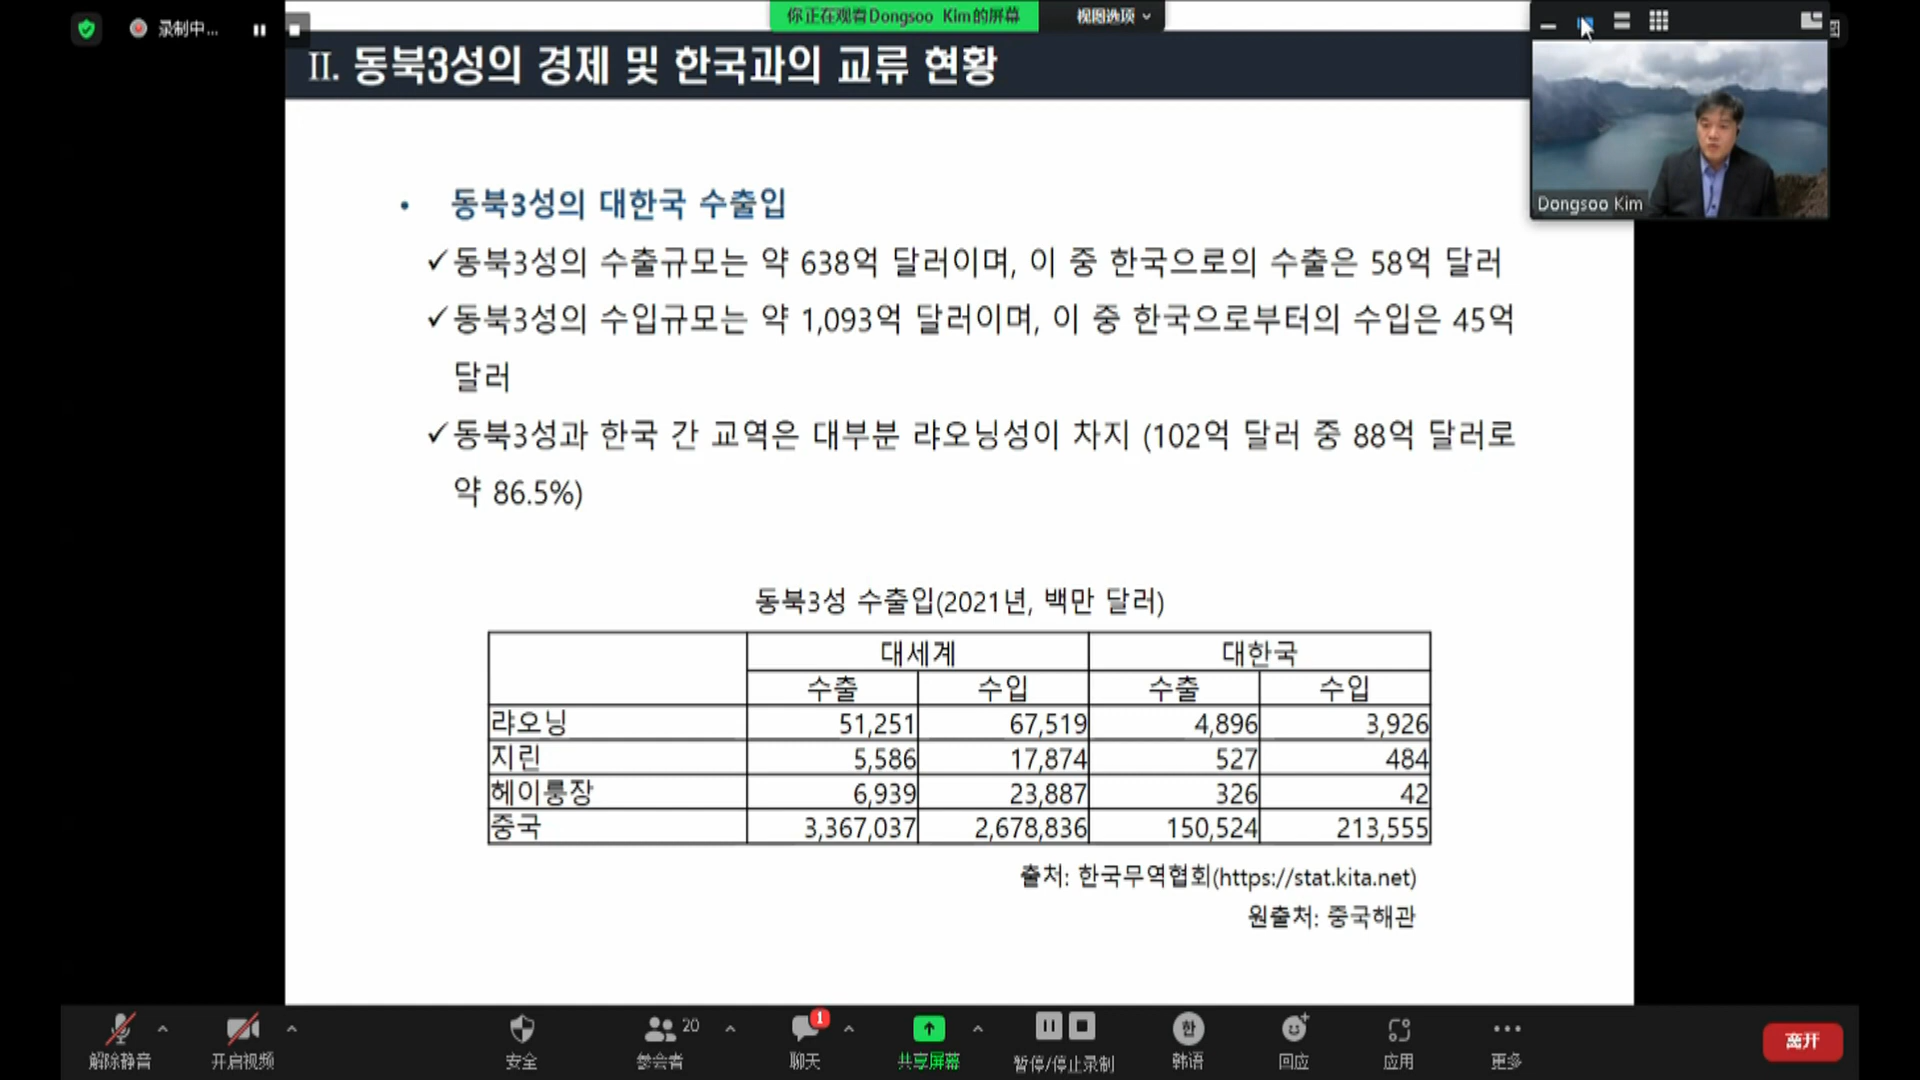 录制中...
你正在观看Dongsoo Kim的屏幕
视图选项
II. 동북3성의 경제 및 한국과의 교류 현황
Dongsoo Kim
• 동북3성의 대한국 수출입
✓동북3성의 수출규모는 약 638억 달러이며, 이 중 한국으로의 수출은 58억 달러
✓동북3성의 수입규모는 약 1,093억 달러이며, 이 중 한국으로부터의 수입은 45억
달러
✓동북3성과 한국 간 교역은 대부분 랴오닝성이 차지 (102억 달러 중 88억 달러로
약 86.5%)
동북3성 수출입(2021년, 백만 달러)
대세계 대한국
수출 수입 수출 수입
랴오닝 51,251 67,519 4,896 3,926
지린 5,586 17,874 527 484
헤이룽장 6,939 23,887 326 42
중국 3,367,037 2,678,836 150,524 213,555
출처: 한국무역협회(https://stat.kita.net)
원출처: 중국해관
20
1
한
解除静音 开启视频 安全 参会者 聊天 共享屏幕 暂停/停止录制 韩语 回应 应用 更多 离开